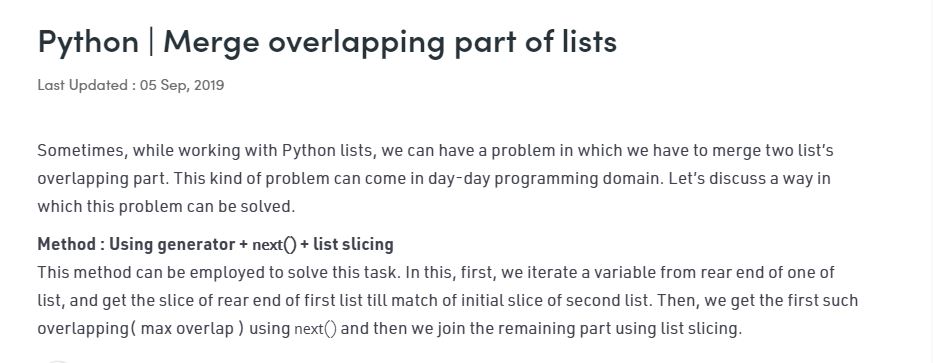 Python | Merge overlapping part of lists
Last Updated : 05 Sep, 2019
Sometimes, while working with Python lists, we can have a problem in which we have to merge two list's
overlapping part. This kind of problem can come in day-day programming domain. Let's discuss a way in
which this problem can be solved.
Method : Using generator + next() + list slicing
This method can be employed to solve this task. In this, first, we iterate a variable from rear end of one of
list, and get the slice of rear end of first list till match of initial slice of second list. Then, we get the first such
overlapping( max overlap ) using next() and then we join the remaining part using list slicing.